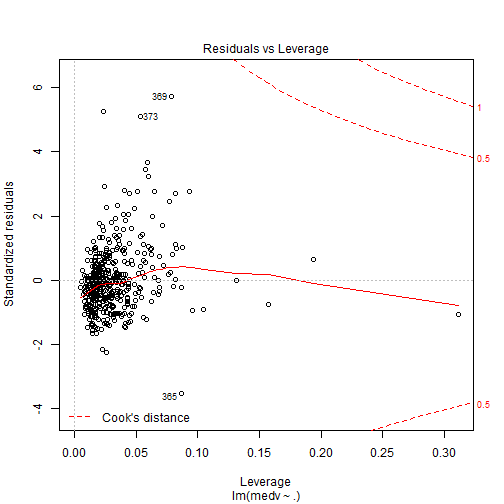 Residuals vs Leverage
Standardized residuals
6
4
2
0
-2
-4
369
373
365
1
0.5
0.5
Cook's distance
0.00 0.05 0.10 0.15 0.20 0.25 0.30
Leverage
lm(medv ~ .)